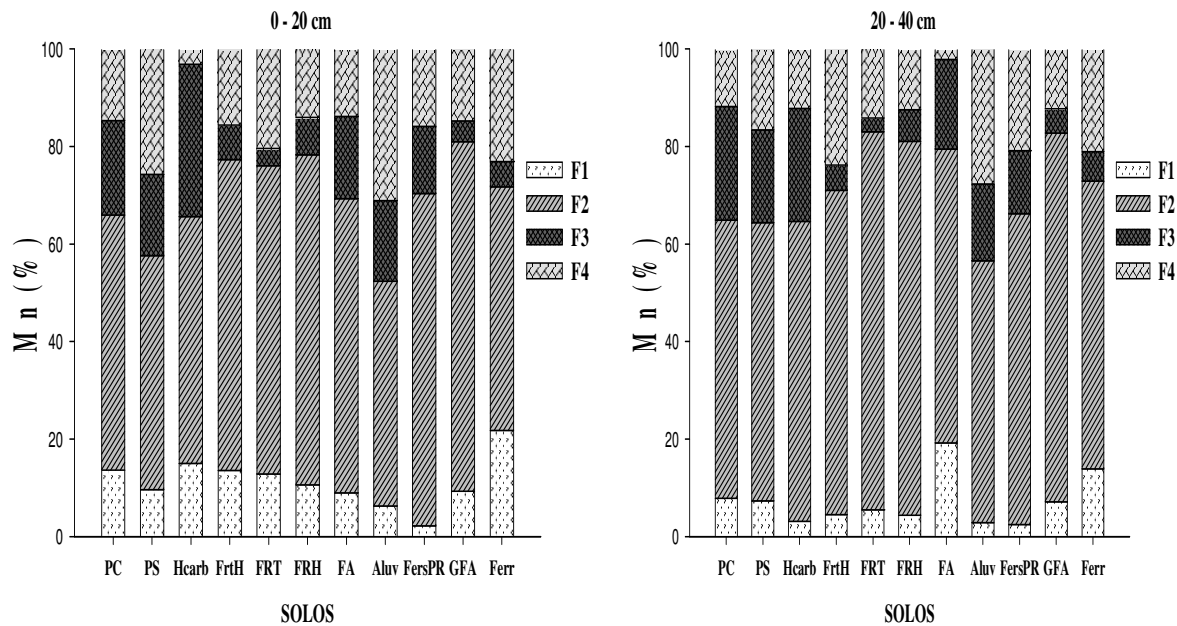 0 - 20 cm
M n ( % )
100
80
60
40
20
0
PC PS Hcarb FrtH FRT FRH FA Aluv FersPR GFA Ferr
SOLOS
F1
F2
F3
F4
20 - 40 cm
M n ( % )
100
80
60
40
20
0
PC PS Hcarb FrtH FRT FRH FA Aluv FersPR GFA Ferr
SOLOS
F1
F2
F3
F4